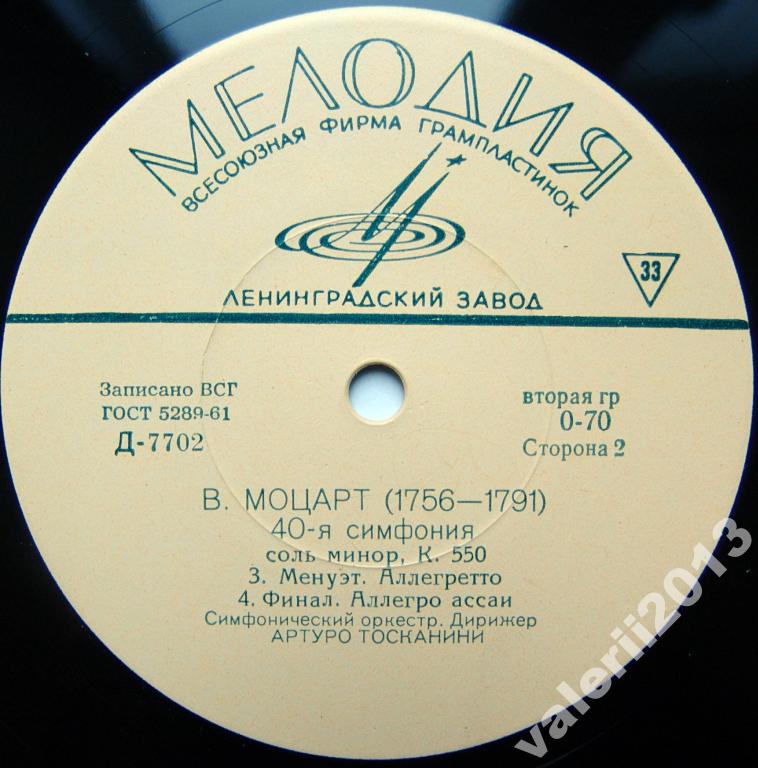 МЕЛОДИЯ
ВСЕСОЮЗНАЯ ФИРМА ГРАМПЛАСТИНОК
ЛЕНИНГРАДСКИЙ ЗАВОД
33
Записано ВСГ
ГОСТ 5289-61
Д-7702
вторая гр
0-70
Сторона 2
В. МОЦАРТ (1756—1791)
40-я симфония
соль минор, К. 550
3. Менуэт. Аллегретто
4. Финал. Аллегро ассаи
Симфонический оркестр. Дирижер
АРТУРО ТОСКАНИНИ
valerii2013